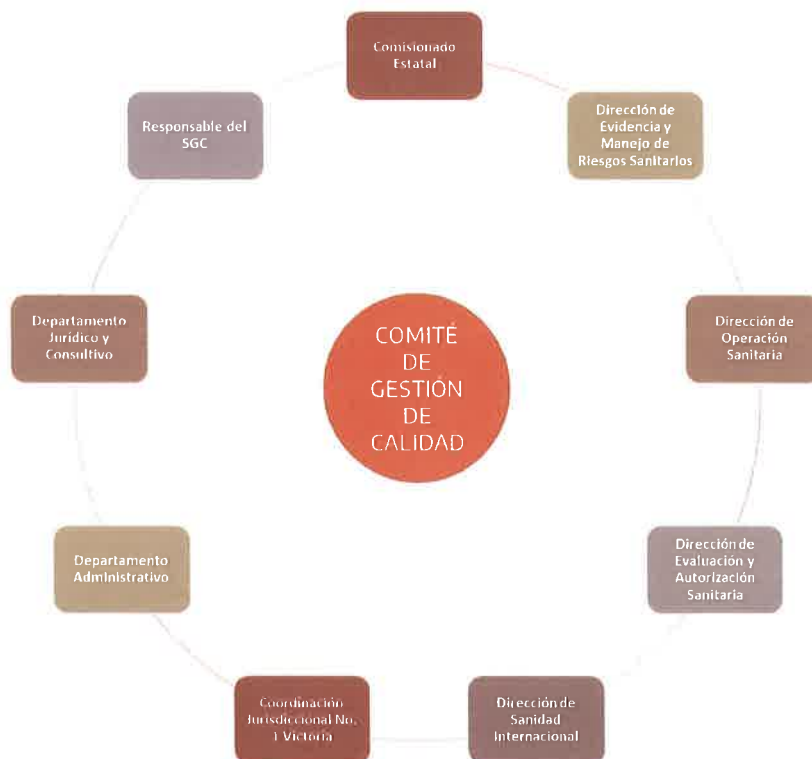 Comisionado
Estatal
Dirección de
Evidencia y
Manejo de
Riesgos Sanitarios
Dirección de
Operación
Sanitaria
Dirección de
Evaluación y
Autorización
Sanitaria
Dirección de
Sanidad
Internacional
Coordinación
Jurisdiccional No.
1 Victoria
Departamento
Administrativo
Departamento
Jurídico y
Consultivo
Responsable del
SGC
COMITÉ
DE
GESTIÓN
DE
CALIDAD